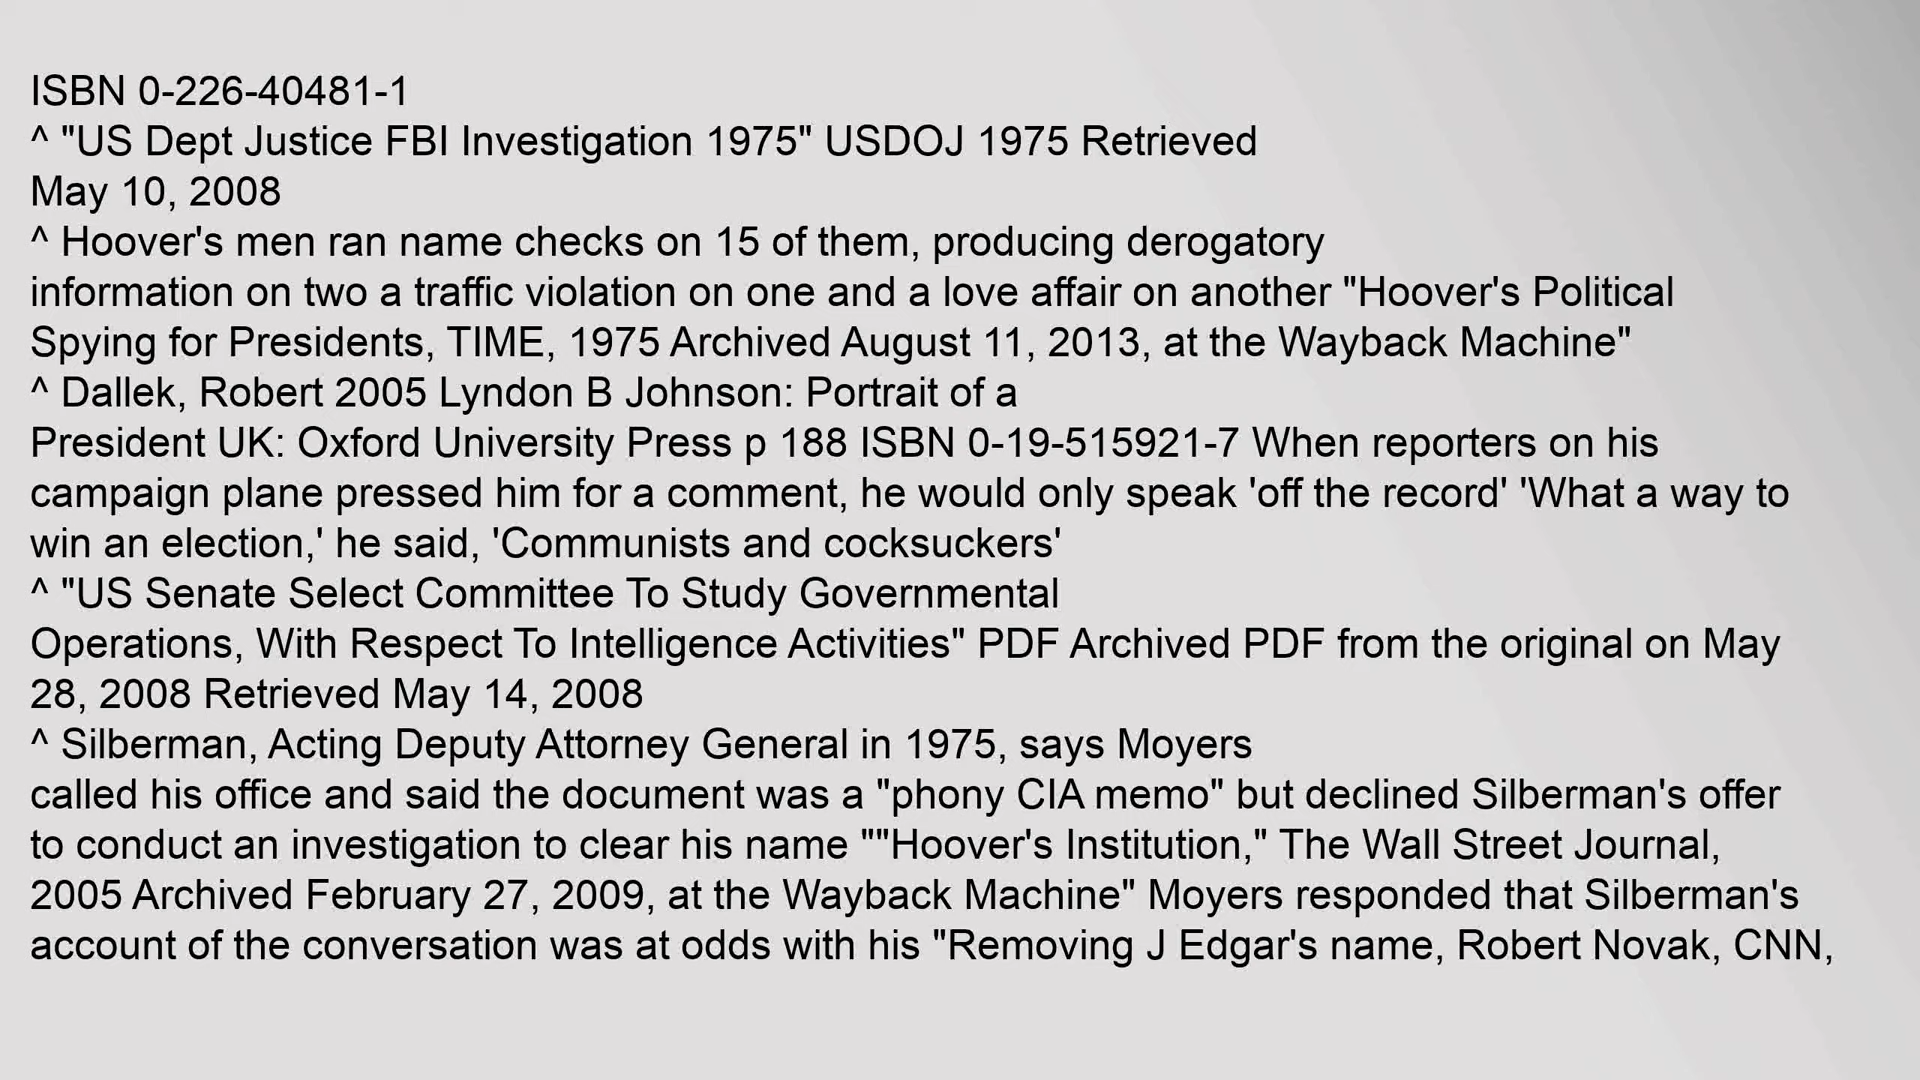 ISBN 0-226-40481-1
^ "US Dept Justice FBI Investigation 1975" USDOJ 1975 Retrieved
May 10, 2008
^ Hoover's men ran name checks on 15 of them, producing derogatory
information on two a traffic violation on one and a love affair on another "Hoover's Political
Spying for Presidents, TIME, 1975 Archived August 11, 2013, at the Wayback Machine"
^ Dallek, Robert 2005 Lyndon B Johnson: Portrait of a
President UK: Oxford University Press p 188 ISBN 0-19-515921-7 When reporters on his
campaign plane pressed him for a comment, he would only speak 'off the record' 'What a way to
win an election,' he said, 'Communists and cocksuckers'
^ "US Senate Select Committee To Study Governmental
Operations, With Respect To Intelligence Activities" PDF Archived PDF from the original on May
28, 2008 Retrieved May 14, 2008
^ Silberman, Acting Deputy Attorney General in 1975, says Moyers
called his office and said the document was a "phony CIA memo" but declined Silberman's offer
to conduct an investigation to clear his name ""Hoover's Institution," The Wall Street Journal,
2005 Archived February 27, 2009, at the Wayback Machine" Moyers responded that Silberman's
account of the conversation was at odds with his "Removing J Edgar's name, Robert Novak, CNN,